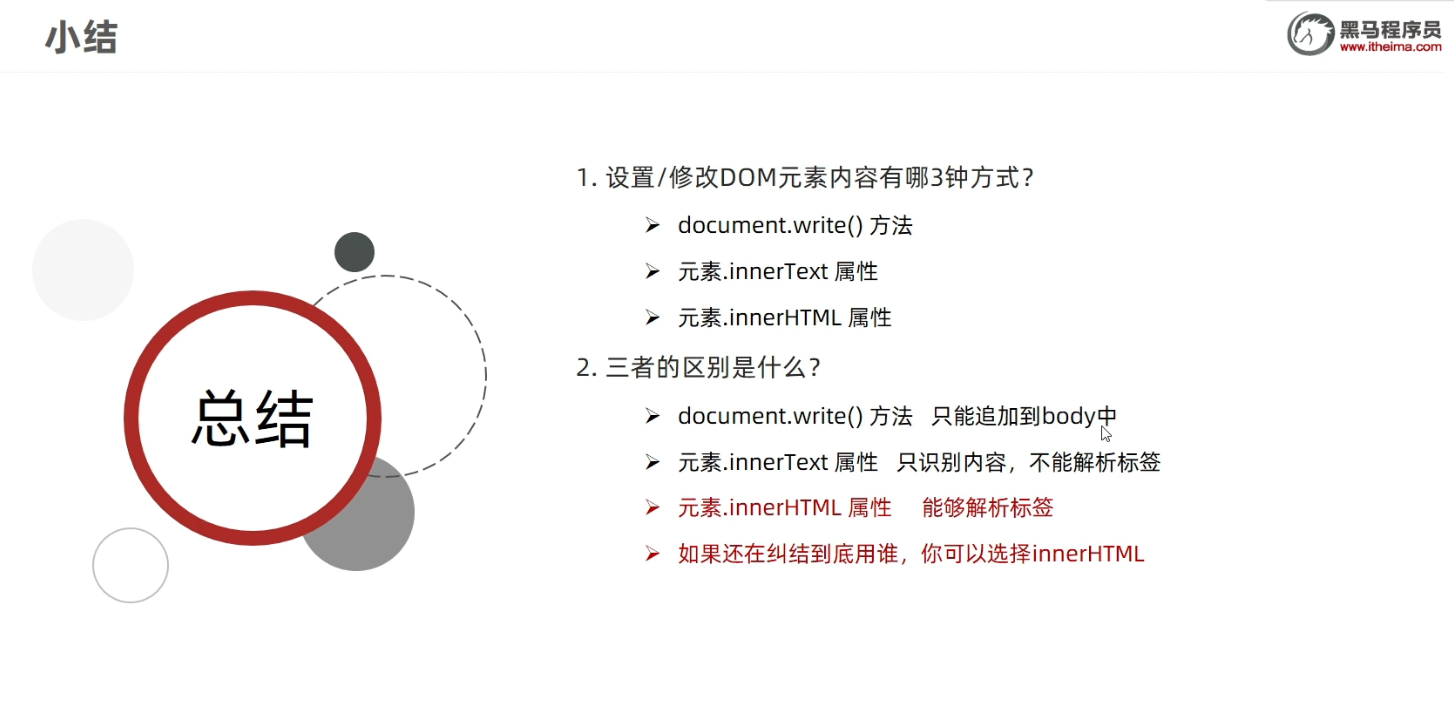 小结
黑马程序员
www.itheima.com
总结
1. 设置/修改DOM元素内容有哪3钟方式?
➢ document.write() 方法
➢ 元素.innerText 属性
➢ 元素.innerHTML 属性
2. 三者的区别是什么?
➢ document.write() 方法 只能追加到body中
➢ 元素.innerText 属性 只识别内容，不能解析标签
➢ 元素.innerHTML 属性 能够解析标签
➢ 如果还在纠结到底用谁，你可以选择innerHTML